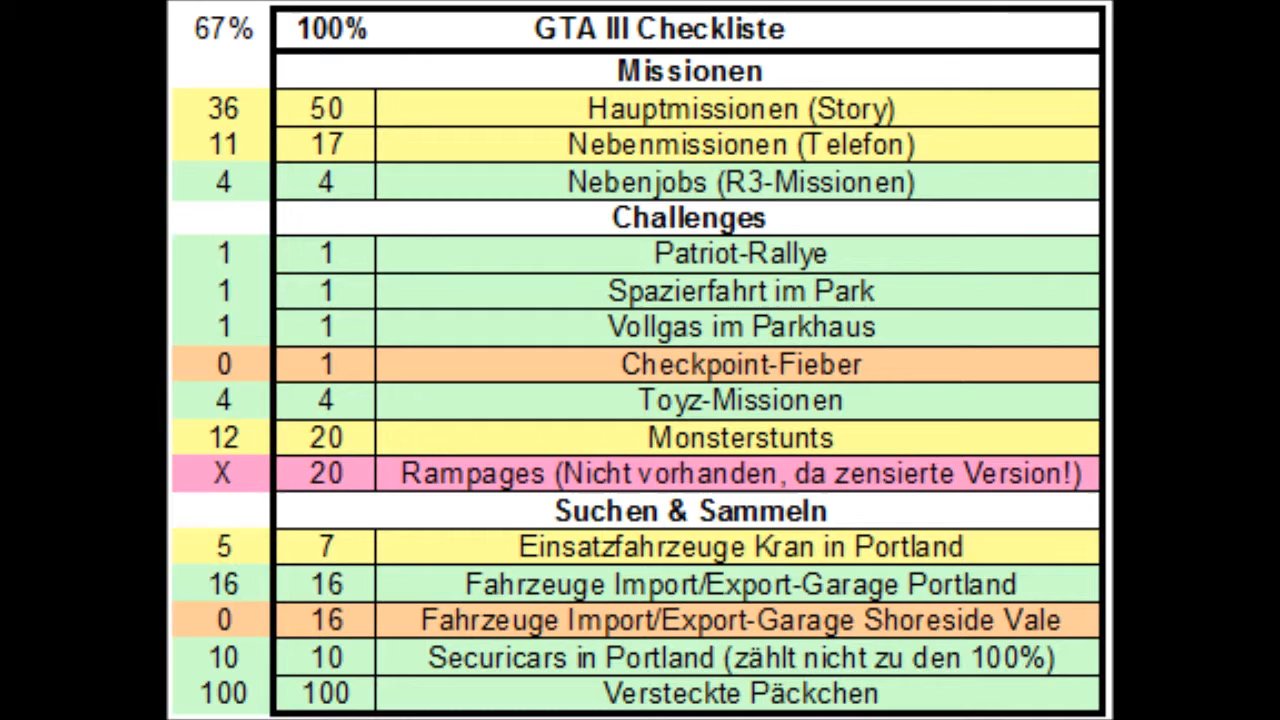 67% 100% GTA III Checkliste
Missionen
36 50 Hauptmissionen (Story)
11 17 Nebenmissionen (Telefon)
4 4 Nebenjobs (R3-Missionen)
Challenges
1 1 Patriot-Rallye
1 1 Spazierfahrt im Park
1 1 Vollgas im Parkhaus
0 1 Checkpoint-Fieber
4 4 Toyz-Missionen
12 20 Monsterstunts
X 20 Rampages (Nicht vorhanden, da zensierte Version!)
Suchen & Sammeln
5 7 Einsatzfahrzeuge Kran in Portland
16 16 Fahrzeuge Import/Export-Garage Portland
0 16 Fahrzeuge Import/Export-Garage Shoreside Vale
10 10 Securicars in Portland (zählt nicht zu den 100%)
100 100 Versteckte Päckchen